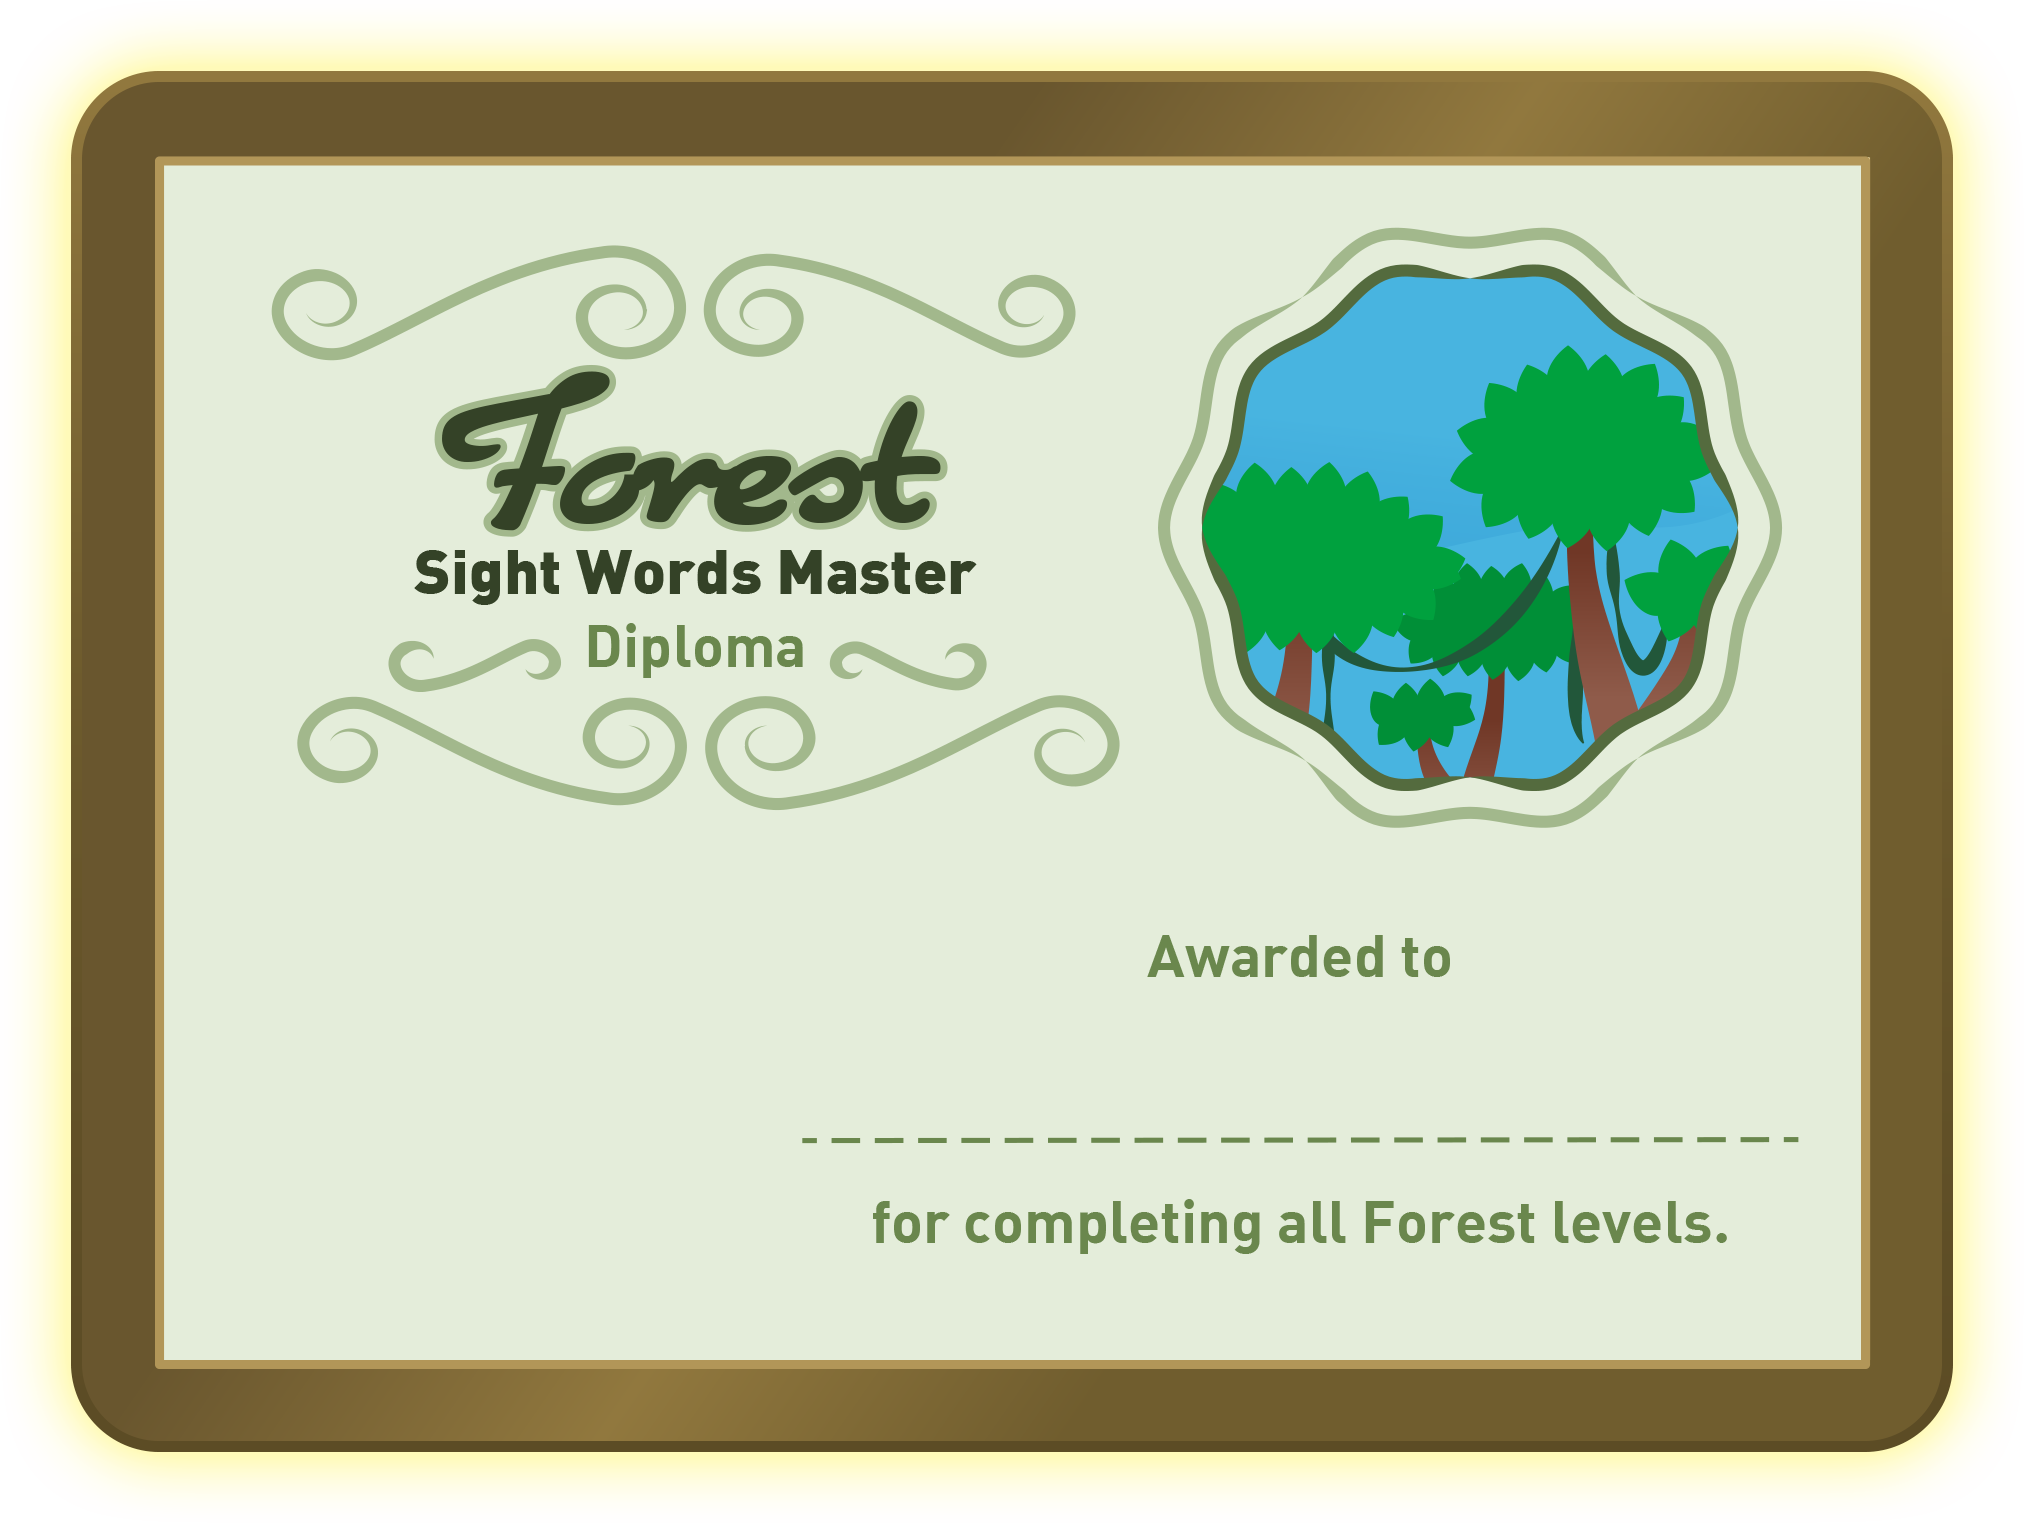 Forest
Sight Words Master
Diploma
Awarded to
for completing all Forest levels.